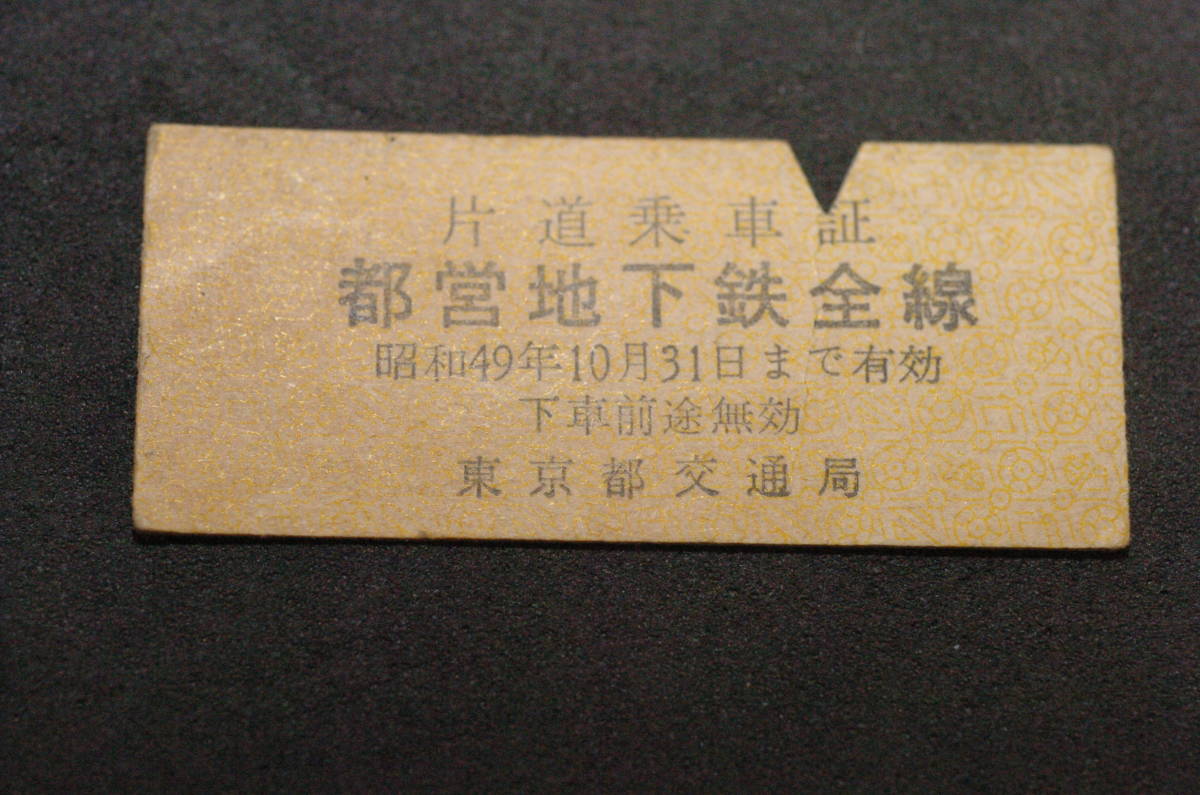 片道乗車証
都営地下鉄全線
昭和49年10月31日まで有効
下車前途無効
東京都交通局